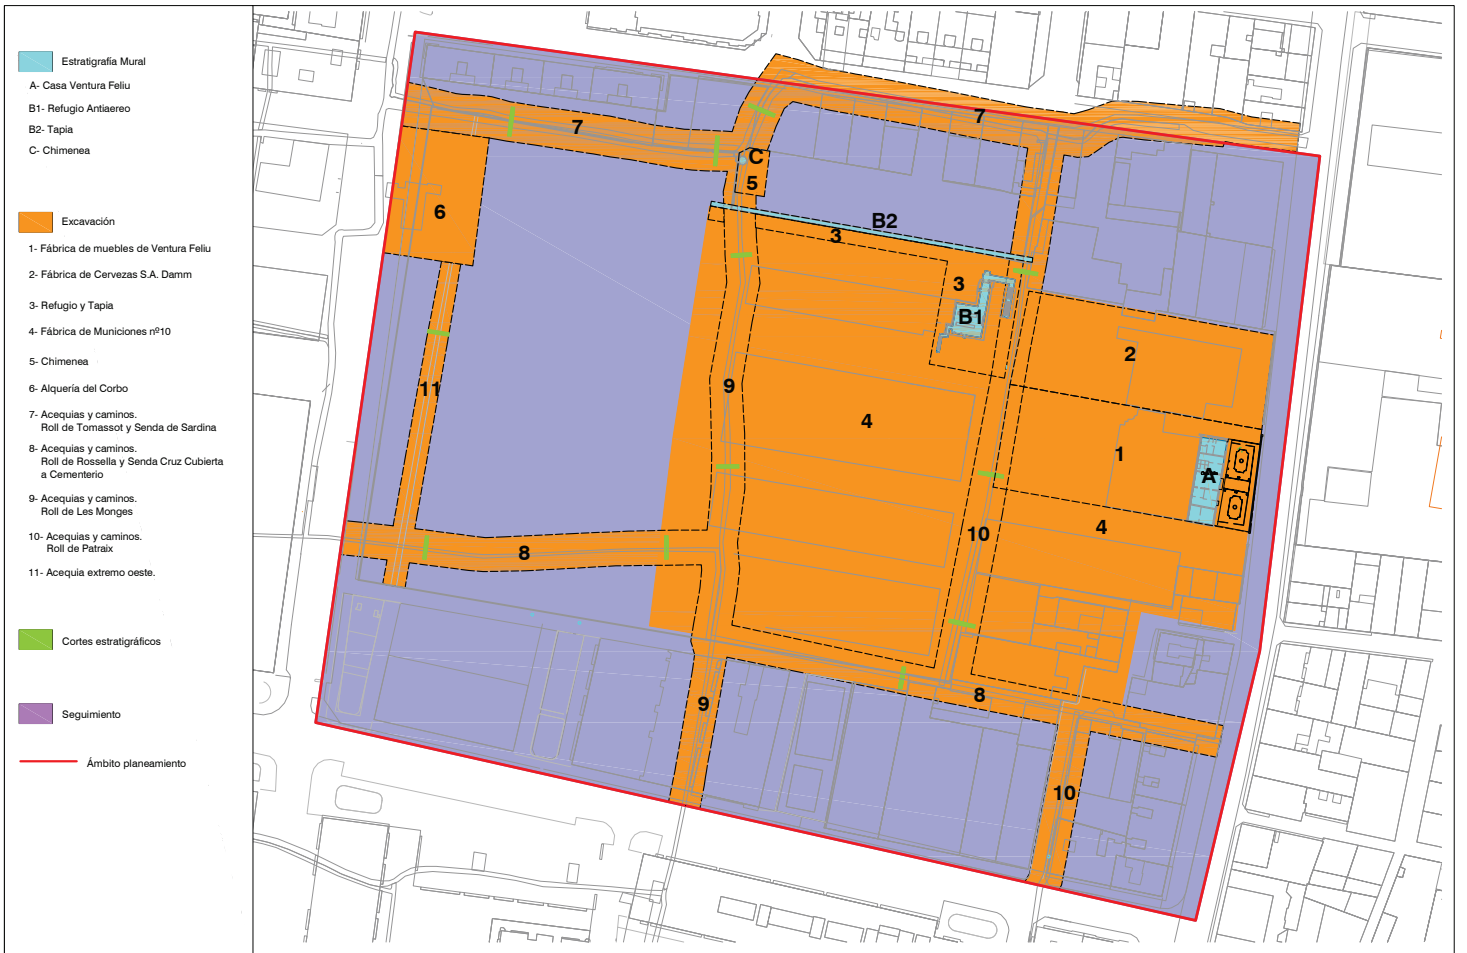 Estratigrafía Mural
A- Casa Ventura Feliu
B1- Refugio Antiaereo
B2- Tapia
C- Chimenea
Excavación
1- Fábrica de muebles de Ventura Feliu
2- Fábrica de Cervezas S.A. Damm
3- Refugio y Tapia
4- Fábrica de Municiones nº10
5- Chimenea
6- Alquería del Corbo
7- Acequias y caminos.
Roll de Tomassot y Senda de Sardina
8- Acequias y caminos.
Roll de Rossella y Senda Cruz Cubierta
a Cementerio
9- Acequias y caminos.
Roll de Les Monges
10- Acequias y caminos.
Roll de Patraix
11- Acequia extremo oeste.
Cortes estratigráficos
Seguimiento
Ámbito planeamiento
7
7
C
5
6
B2
3
3
B1
2
11
9
4
1
A
4
10
8
8
9
10